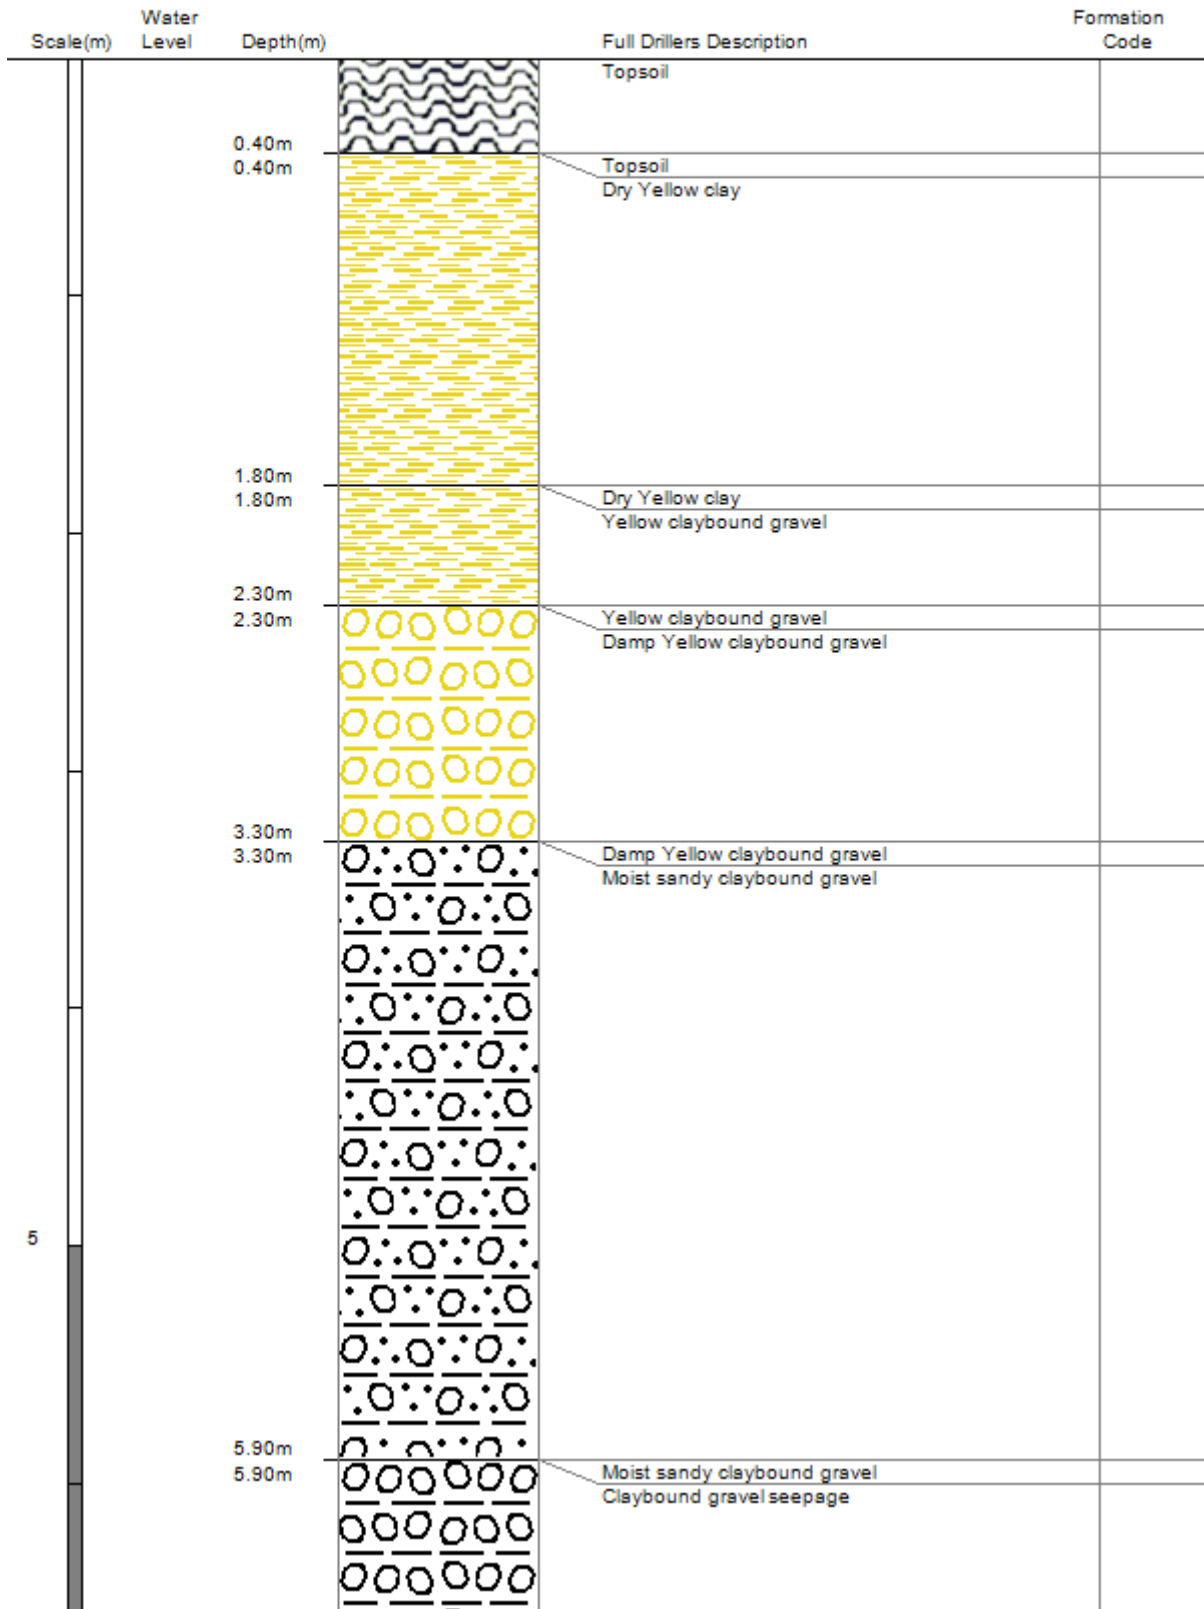 Water Formation
Scale(m) Level Depth(m) Full Drillers Description Code
Topsoil
0.40m
0.40m Topsoil
Dry Yellow clay
1.80m
1.80m Dry Yellow clay
Yellow claybound gravel
2.30m
2.30m Yellow claybound gravel
Damp Yellow claybound gravel
3.30m
3.30m Damp Yellow claybound gravel
Moist sandy claybound gravel
5
5.90m
5.90m Moist sandy claybound gravel
Claybound gravel seepage